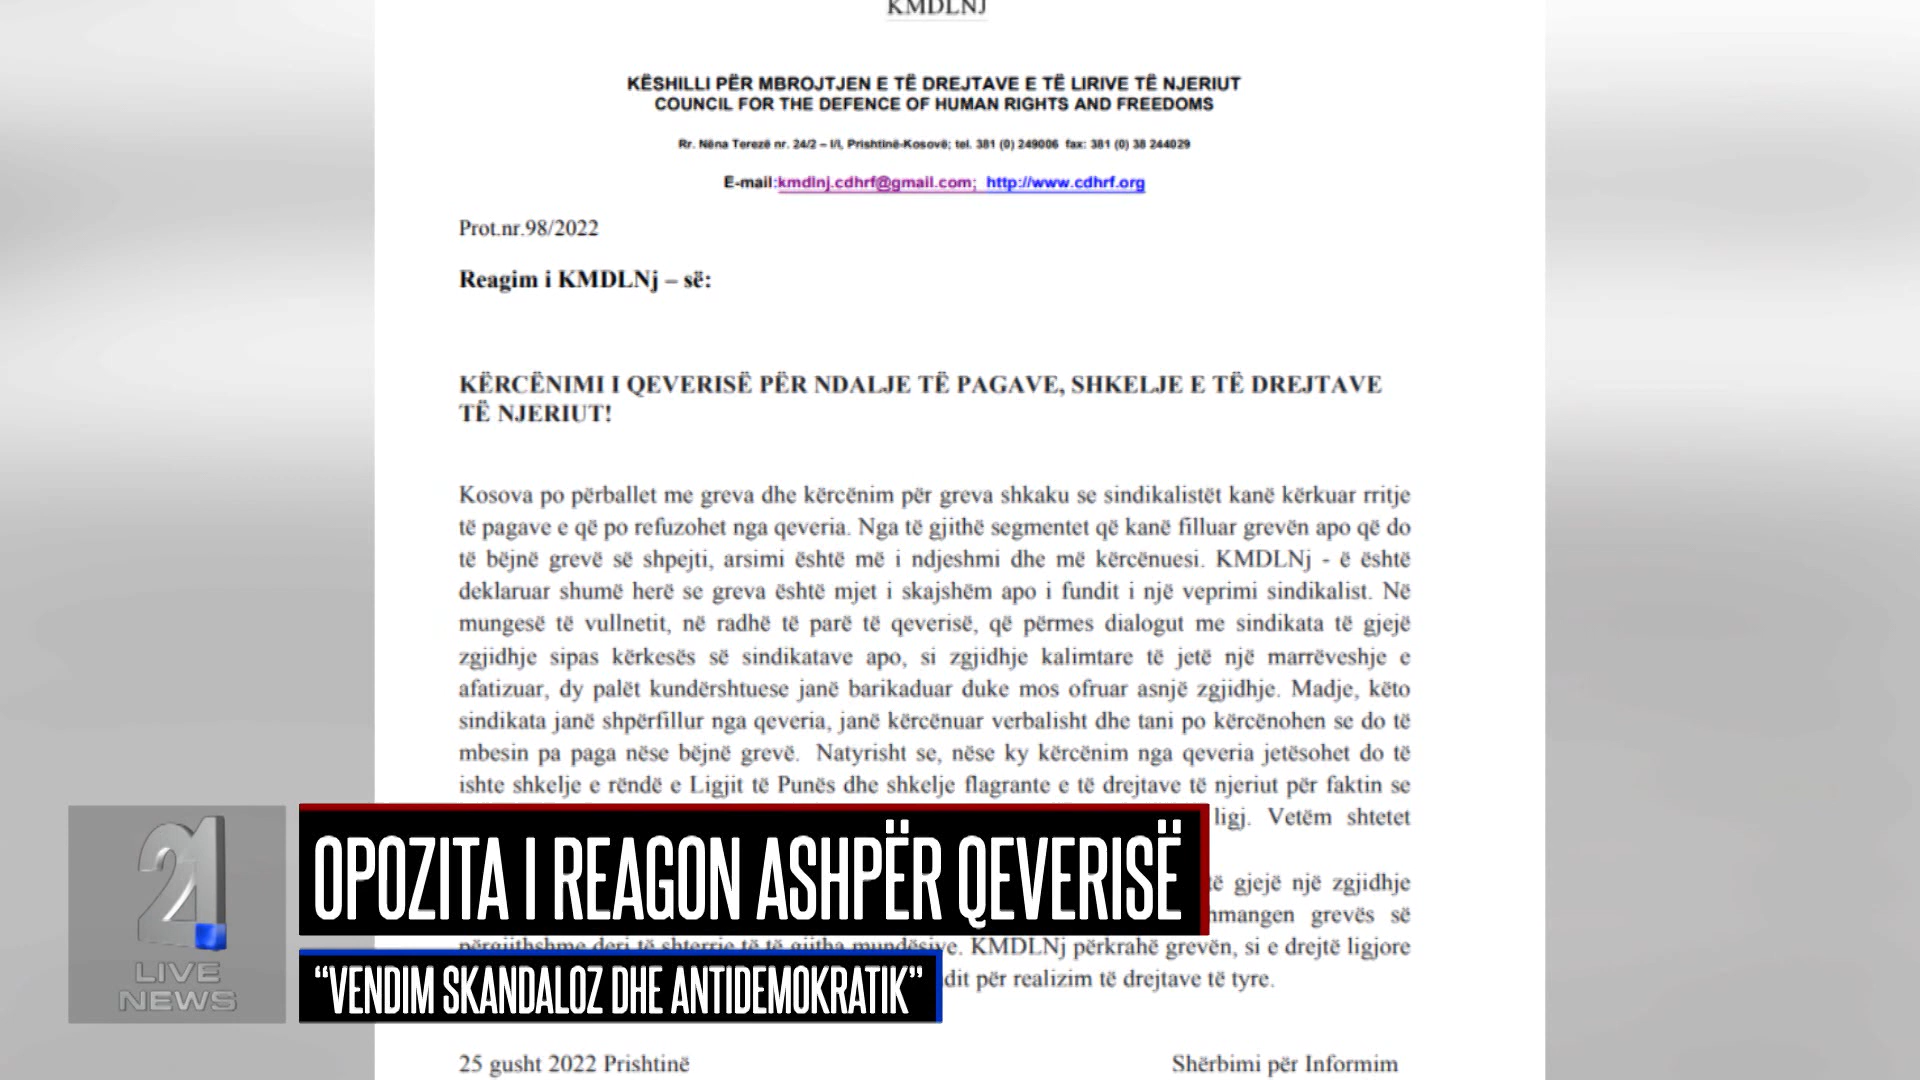 KMDLNJ
KËSHILLI PËR MBROJTJEN E TË DREJTAVE E TË LIRIVE TË NJERIUT
COUNCIL FOR THE DEFENCE OF HUMAN RIGHTS AND FREEDOMS
Rr. Nëna Terezë nr. 24/2 – I/I, Prishtinë-Kosovë; tel. 381 (0) 249006 fax: 381 (0) 38 244029
E-mail:kmdlnj.cdhrf@gmail.com; http://www.cdhrf.org
Prot.nr.98/2022
Reagim i KMDLNj – së:
KËRCËNIMI I QEVERISË PËR NDALJE TË PAGAVE, SHKELJE E TË DREJTAVE
TË NJERIUT!
Kosova po përballet me greva dhe kërcënim për greva shkaku se sindikalistët kanë kërkuar rritje
të pagave e që po refuzohet nga qeveria. Nga të gjithë segmentet që kanë filluar grevën apo që do
të bëjnë grevë së shpejti, arsimi është më i ndjeshmi dhe më kërcënuesi. KMDLNj - ë është
deklaruar shumë herë se greva është mjet i skajshëm apo i fundit i një veprimi sindikalist. Në
mungesë të vullnetit, në radhë të parë të qeverisë, që përmes dialogut me sindikata të gjejë
zgjidhje sipas kërkesës së sindikatave apo, si zgjidhje kalimtare të jetë një marrëveshje e
afatizuar, dy palët kundërshtuese janë barikaduar duke mos ofruar asnjë zgjidhje. Madje, këto
sindikata janë shpërfillur nga qeveria, janë kërcënuar verbalisht dhe tani po kërcënohen se do të
mbesin pa paga nëse bëjnë grevë. Natyrisht se, nëse ky kërcënim nga qeveria jetësohet do të
ishte shkelje e rëndë e Ligjit të Punës dhe shkelje flagrante e të drejtave të njeriut për faktin se
ligj. Vetëm shtetet
të gjejë një zgjidhje
grevës së
përgjithshme deri të shterrje të të gjitha mundësive. KMDLNj përkrahë grevën, si e drejtë ligjore
për realizim të drejtave të tyre.
25 gusht 2022 Prishtinë Shërbimi për Informim
21
LIVE
NEWS
OPOZITA I REAGON ASHPËR QEVERISË
“VENDIM SKANDALOZ DHE ANTIDEMOKRATIK”